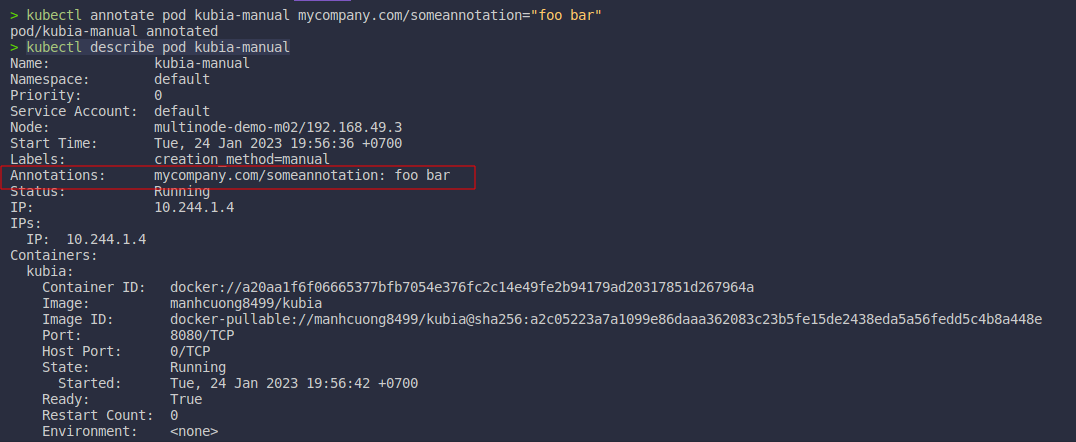 > kubectl annotate pod kubia-manual mycompany.com/someannotation="foo bar"
pod/kubia-manual annotated
> kubectl describe pod kubia-manual
Name:             kubia-manual
Namespace:        default
Priority:         0
Service Account:  default
Node:             multinode-demo-m02/192.168.49.3
Start Time:       Tue, 24 Jan 2023 19:56:36 +0700
Labels:           creation_method=manual
Annotations:      mycompany.com/someannotation: foo bar
Status:           Running
IP:               10.244.1.4
IPs:
  IP:  10.244.1.4
Containers:
  kubia:
    Container ID:   docker://a20aa1f6f06665377bfb7054e376fc2c14e49fe2b94179ad20317851d267964a
    Image:          manhcuong8499/kubia
    Image ID:       docker-pullable://manhcuong8499/kubia@sha256:a2c05223a7a1099e86daaa362083c23b5fe15de2438eda5a56fedd5c4b8a448e
    Port:           8080/TCP
    Host Port:      0/TCP
    State:          Running
      Started:      Tue, 24 Jan 2023 19:56:42 +0700
    Ready:          True
    Restart Count:  0
    Environment:    <none>